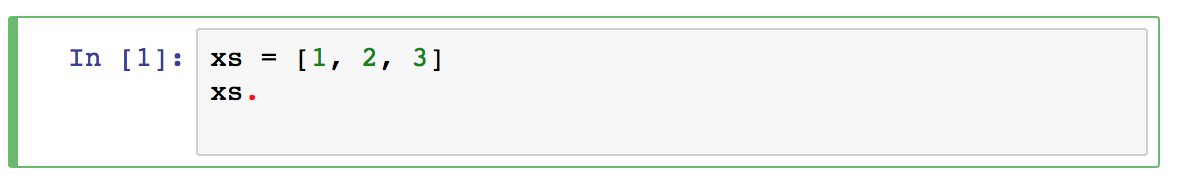 In [1]: xs = [1, 2, 3]
xs.